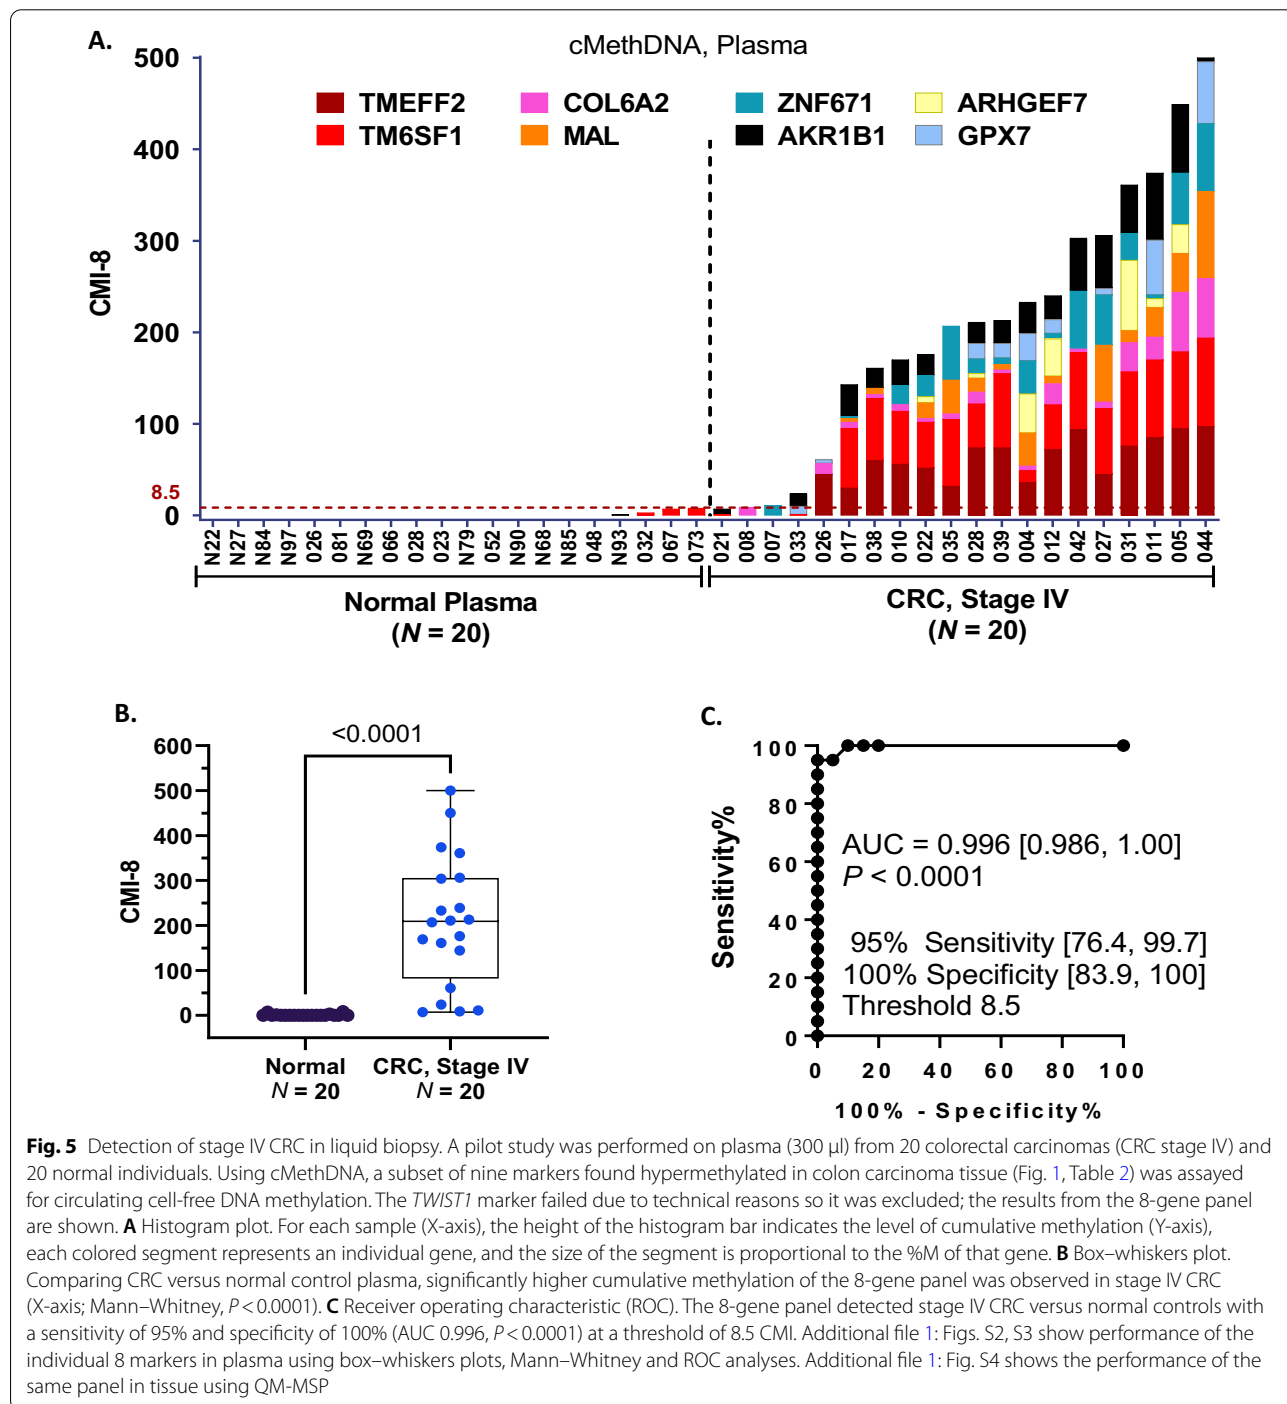 A.
cMethDNA, Plasma
500
400
300
200
100
0
8.5
CMI-8
TMEFF2
COL6A2
ZNF671
ARHGEF7
TM6SF1
MAL
AKR1B1
GPX7
N22 N27 N84 N97 026 081 N69 066 028 023 N79 052 N90 N68 N85 048 N93 032 067 073 021 008 007 033 026 017 038 010 022 035 028 039 004 012 042 027 031 011 005 044
Normal Plasma
(N = 20)
CRC, Stage IV
(N = 20)
B.
<0.0001
600
500
400
300
200
100
0
CMI-8
Normal
N = 20
CRC, Stage IV
N = 20
C.
100
80
60
40
20
0
Sensitivity%
AUC = 0.996 [0.986, 1.00]
P < 0.0001
95% Sensitivity [76.4, 99.7]
100% Specificity [83.9, 100]
Threshold 8.5
0 20 40 60 80 100
100% - Specificity%
Fig. 5 Detection of stage IV CRC in liquid biopsy. A pilot study was performed on plasma (300 µl) from 20 colorectal carcinomas (CRC stage IV) and
20 normal individuals. Using cMethDNA, a subset of nine markers found hypermethylated in colon carcinoma tissue (Fig. 1, Table 2) was assayed
for circulating cell-free DNA methylation. The TWIST1 marker failed due to technical reasons so it was excluded; the results from the 8-gene panel
are shown. A Histogram plot. For each sample (X-axis), the height of the histogram bar indicates the level of cumulative methylation (Y-axis),
each colored segment represents an individual gene, and the size of the segment is proportional to the %M of that gene. B Box–whiskers plot.
Comparing CRC versus normal control plasma, significantly higher cumulative methylation of the 8-gene panel was observed in stage IV CRC
(X-axis; Mann–Whitney, P < 0.0001). C Receiver operating characteristic (ROC). The 8-gene panel detected stage IV CRC versus normal controls with
a sensitivity of 95% and specificity of 100% (AUC 0.996, P < 0.0001) at a threshold of 8.5 CMI. Additional file 1: Figs. S2, S3 show performance of the
individual 8 markers in plasma using box–whiskers plots, Mann–Whitney and ROC analyses. Additional file 1: Fig. S4 shows the performance of the
same panel in tissue using QM-MSP